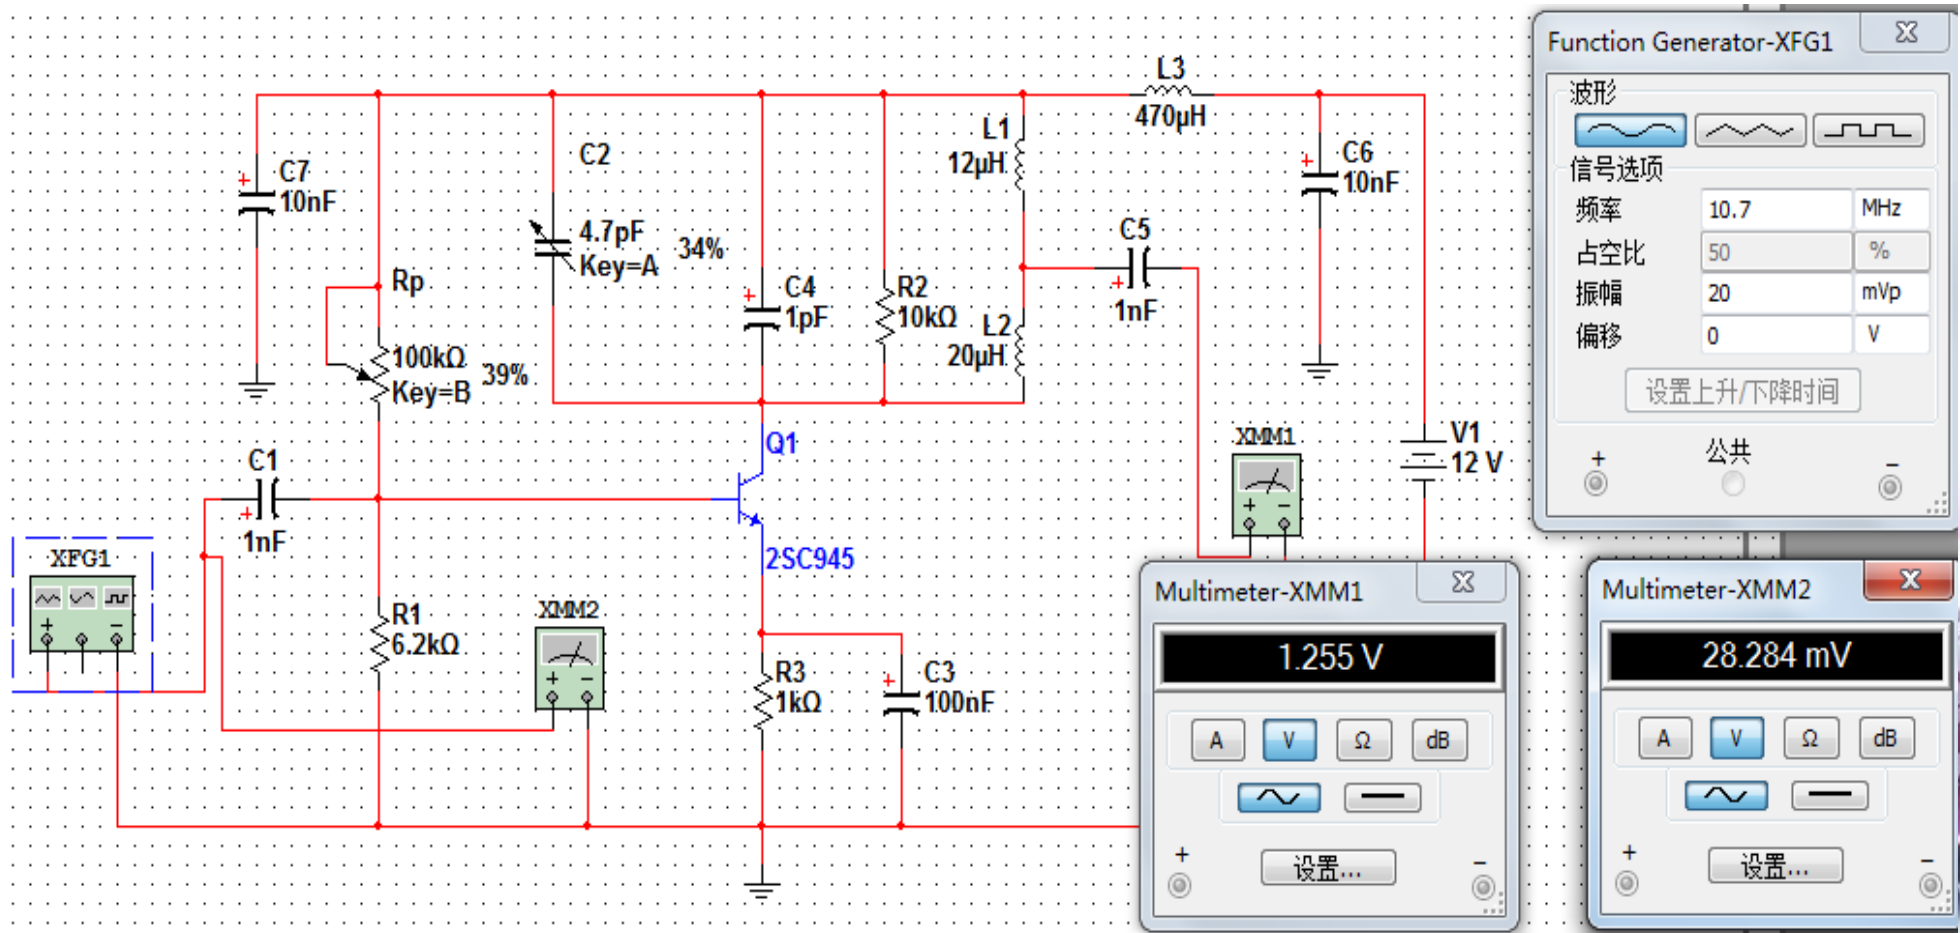 L3
470µH
C7
10nF
C2
4.7pF
Key=A
34%
C4
1pF
R2
10kΩ
L1
12µH
L2
20µH
C5
1nF
C6
10nF
Rp
100kΩ
Key=B
39%
C1
1nF
Q1
2SC945
XFG1
R1
6.2kΩ
XMM2
R3
1kΩ
C3
100nF
XMM1
V1
12 V
Function Generator-XFG1
波形
信号选项
频率 10.7 MHz
占空比 50 %
振幅 20 mVp
偏移 0 V
设置上升/下降时间
+ 公共 −
Multimeter-XMM1
1.255 V
A V Ω dB
设置...
+ −
Multimeter-XMM2
28.284 mV
A V Ω dB
设置...
+ −